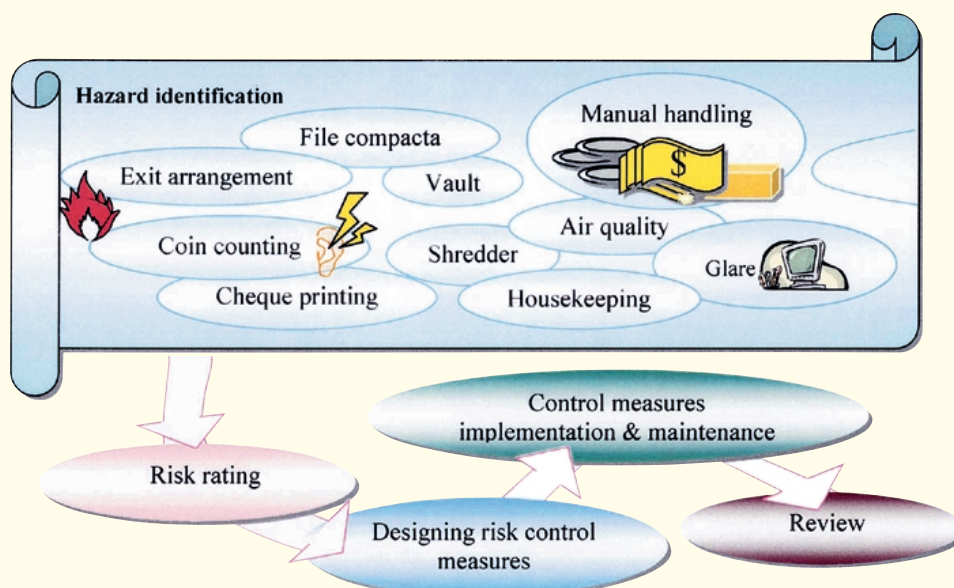 Hazard identification
File compacta
Manual handling
$
Exit arrangement
Vault
Coin counting
Shredder
Air quality
Glare
Cheque printing
Housekeeping
Control measures
implementation & maintenance
Risk rating
Designing risk control
measures
Review